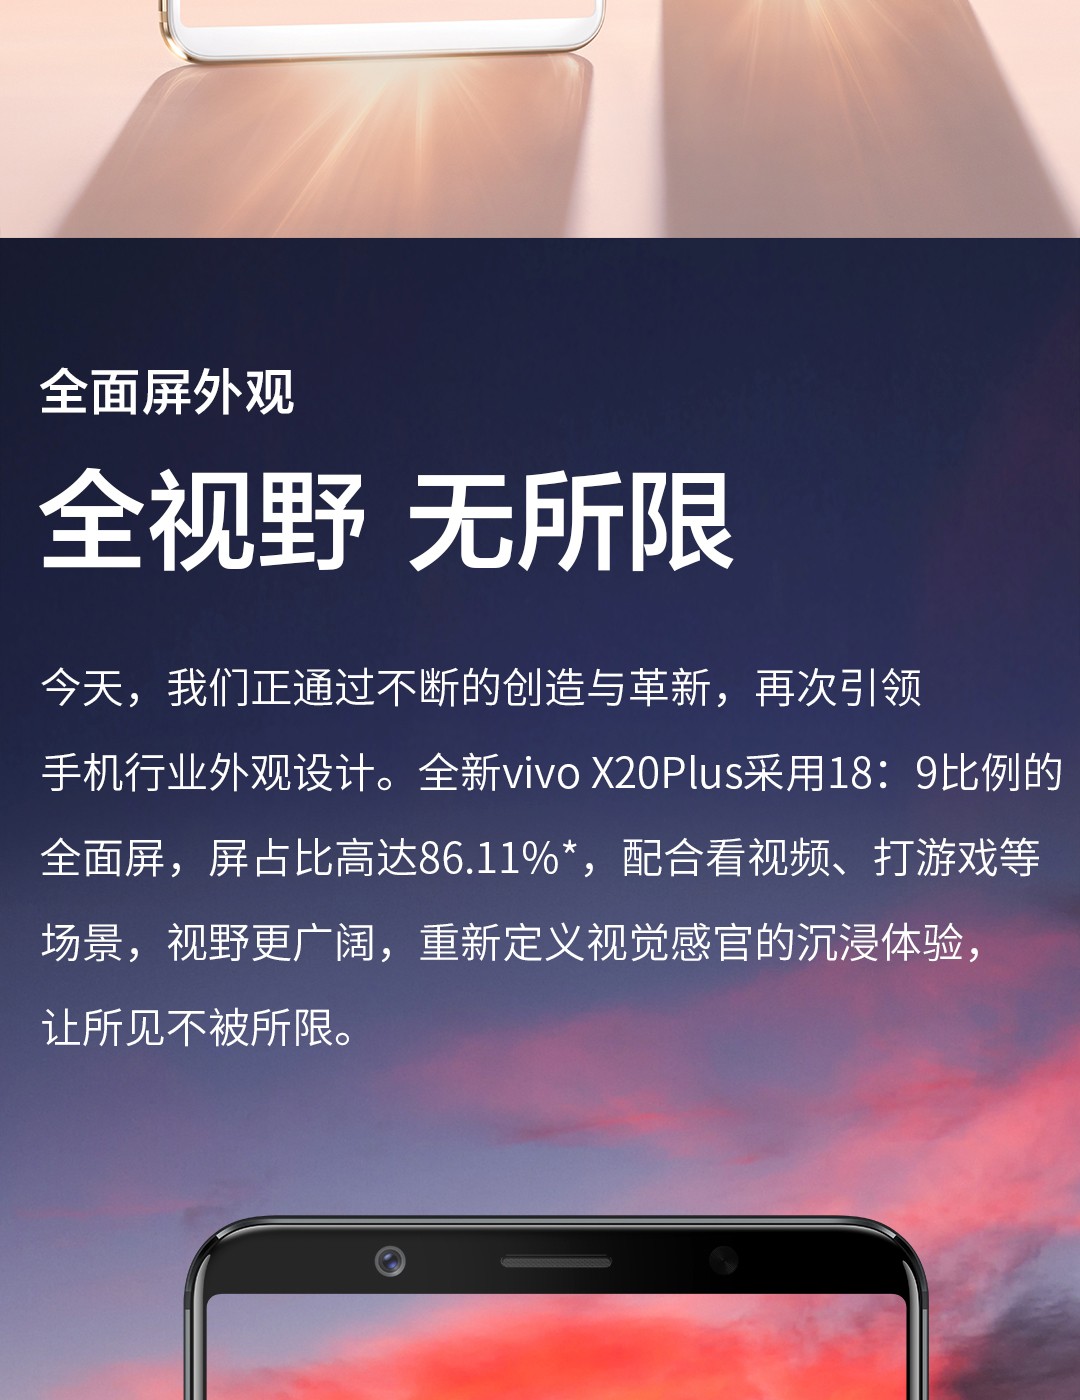 全面屏外观
全视野 无所限
今天，我们正通过不断的创造与革新，再次引领
手机行业外观设计。全新vivo X20Plus采用18：9比例的
全面屏，屏占比高达86.11%*，配合看视频、打游戏等
场景，视野更广阔，重新定义视觉感官的沉浸体验，
让所见不被所限。